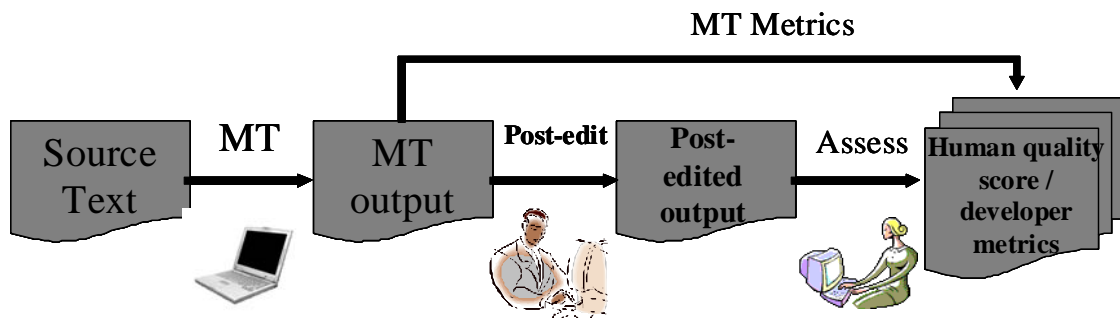 MT Metrics
Source
Text
MT
MT
output
Post-edit
Post-
edited
output
Assess
Human quality
score /
developer
metrics